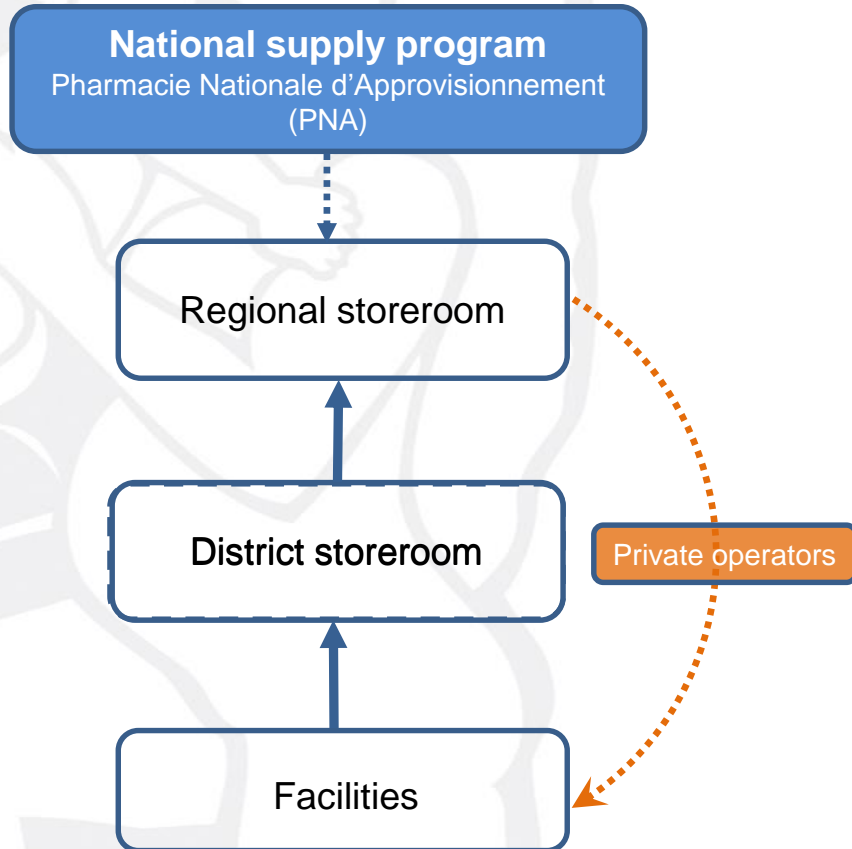 National supply program
Pharmacie Nationale d'Approvisionnement
(PNA)
Regional storeroom
District storeroom
Private operators
Facilities